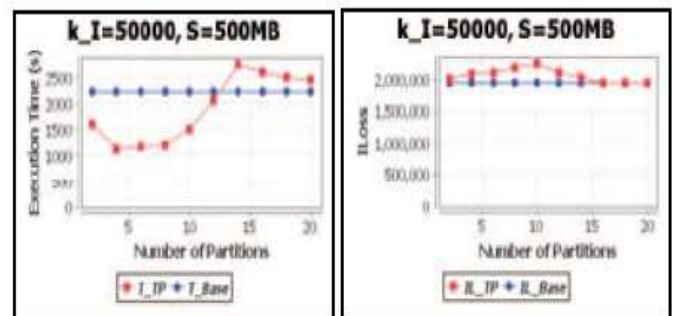 k_I=50000, S=500MB
Execution Time (s)
2500
2000
1500
1000
500
0
5 10 15 20
Number of Partitions
T_TP T_Base
k_I=50000, S=500MB
ILoss
2,000,000
1,500,000
1,000,000
500,000
0
5 10 15 20
Number of Partitions
IL_TP IL_Base